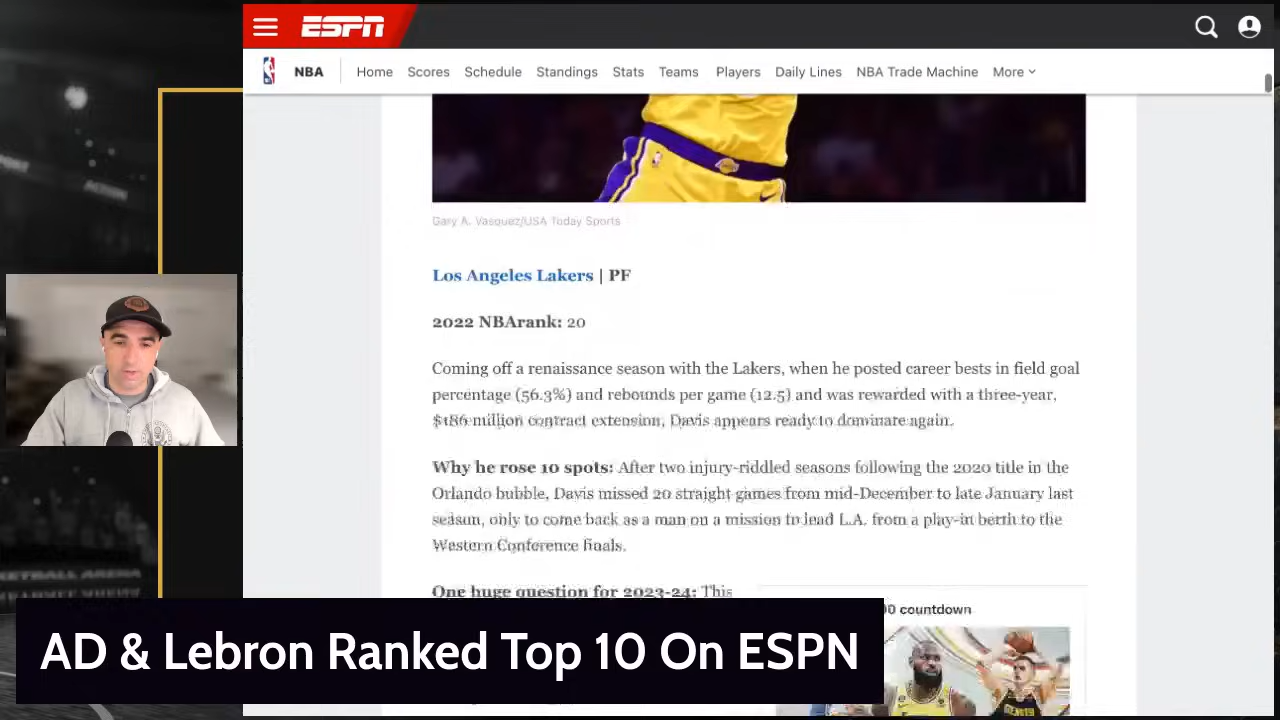 ESPN
NBA Home Scores Schedule Standings Stats Teams Players Daily Lines NBA Trade Machine More
Gary A. Vasquez/USA Today Sports
Los Angeles Lakers | PF
2022 NBArank: 20
Coming off a renaissance season with the Lakers, when he posted career bests in field goal
percentage (56.3%) and rebounds per game (12.5) and was rewarded with a three-year,
$186 million contract extension, Davis appears ready to dominate again.
Why he rose 10 spots: After two injury-riddled seasons following the 2020 title in the
Orlando bubble, Davis missed 20 straight games from mid-December to late January last
season, only to come back as a man on a mission to lead L.A. from a play-in berth to the
Western Conference finals.
One huge question for 2023-24: This
0 countdown
AD & Lebron Ranked Top 10 On ESPN